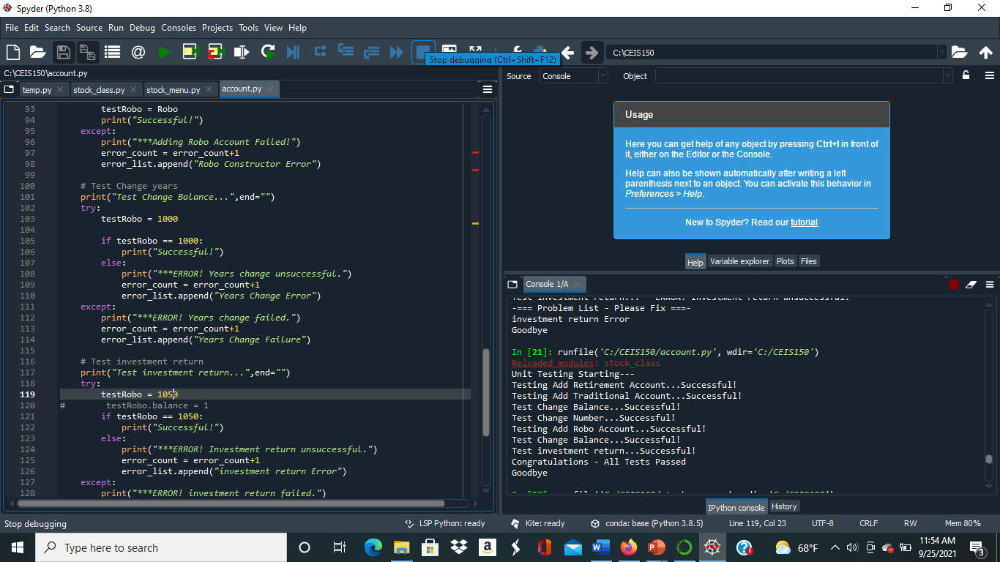 Spyder (Python 3.8)
File Edit Search Source Run Debug Consoles Projects Tools View Help
Stop debugging (Ctrl+Shift+F12)
C:\CEIS150
C:\CEIS150\account.py
temp.py stock_class.py stock_menu.py account.py
93 testRobo = Robo
94 print("Successful!")
95 except:
96 print("***Adding Robo Account Failed!")
97 error_count = error_count+1
98 error_list.append("Robo Constructor Error")
99
100 # Test Change years
101 print("Test Change Balance...",end="")
102 try:
103 testRobo = 1000
104
105 if testRobo == 1000:
106 print("Successful!")
107 else:
108 print("***ERROR! Years change unsuccessful.")
109 error_count = error_count+1
110 error_list.append("Years Change Error")
111 except:
112 print("***ERROR! Years change failed.")
113 error_count = error_count+1
114 error_list.append("Years Change Failure")
115
116 # Test investment return
117 print("Test investment return...",end="")
118 try:
119 testRobo = 1050
120 # testRobo.balance = 1
121 if testRobo == 1050:
122 print("Successful!")
123 else:
124 print("***ERROR! Investment return unsuccessful.")
125 error_count = error_count+1
126 error_list.append("investment return Error")
127 except:
128 print("***ERROR! investment return failed.")
Source Console Object
Usage
Here you can get help of any object by pressing Ctrl+I in front of
it, either on the Editor or the Console.
Help can also be shown automatically after writing a left
parenthesis next to an object. You can activate this behavior in
Preferences > Help.
New to Spyder? Read our tutorial
Help Variable explorer Plots Files
Console 1/A
-=== Problem List - Please Fix ===-
investment return Error
Goodbye
In [21]: runfile('C:/CEIS150/account.py', wdir='C:/CEIS150')
Reloaded modules: stock_class
Unit Testing Starting---
Testing Add Retirement Account...Successful!
Testing Add Traditional Account...Successful!
Test Change Balance...Successful!
Test Change Number...Successful!
Testing Add Robo Account...Successful!
Test Change Balance...Successful!
Test investment return...Successful!
Congratulations - All Tests Passed
Goodbye
IPython console History
Stop debugging LSP Python: ready Kite: ready conda: base (Python 3.8.5) Line 119, Col 23 UTF-8 CRLF RW Mem 80%
Type here to search
68°F
11:54 AM
9/25/2021
3